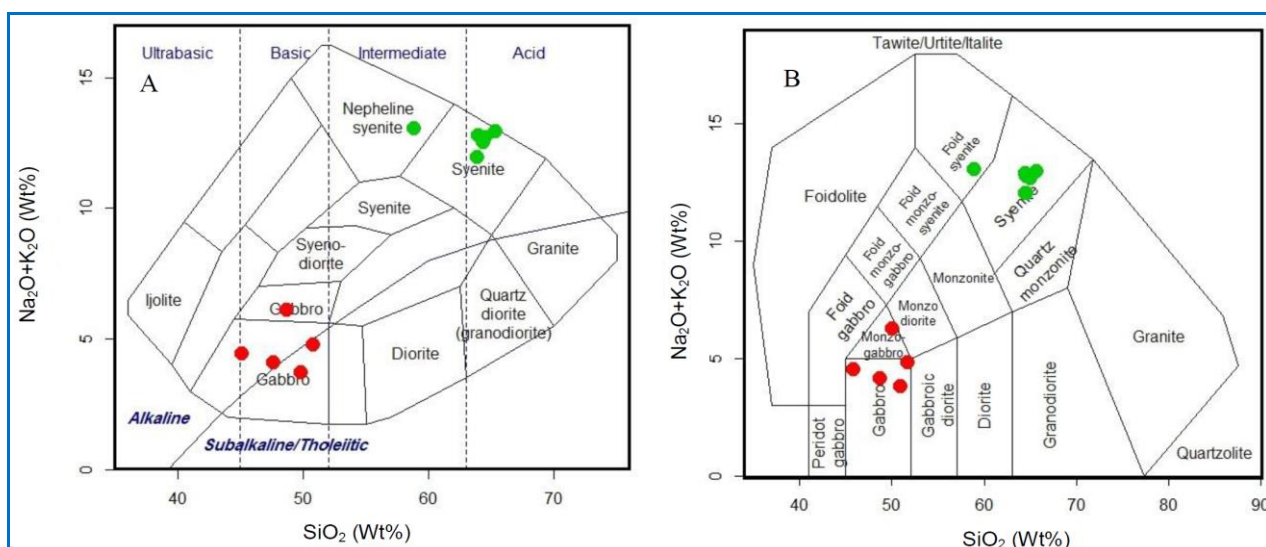 Ultrabasic
Basic
Intermediate
Acid
A
Nepheline
syenite
Syenite
Syenite
Syeno-
diorite
Granite
Ijolite
Gabbro
Quartz
diorite
(granodiorite)
Diorite
Gabbro
Alkaline
Subalkaline/Tholeiitic
0
5
10
15
40
50
60
70
SiO₂ (Wt%)
Na₂O+K₂O (Wt%)
Tawite/Urtite/Italite
B
Foid
syenite
Foidolite
Foid
monzo-
syenite
Syenite
Foid
monzo-
gabbro
Quartz
monzonite
Monzonite
Foid
gabbro
Monzo
diorite
Monzo-
gabbro
Granite
Peridot
gabbro
Gabbro
Gabbroic
diorite
Diorite
Granodiorite
Quartzolite
0
5
10
15
40
50
60
70
80
90
SiO₂ (Wt%)
Na₂O+K₂O (Wt%)